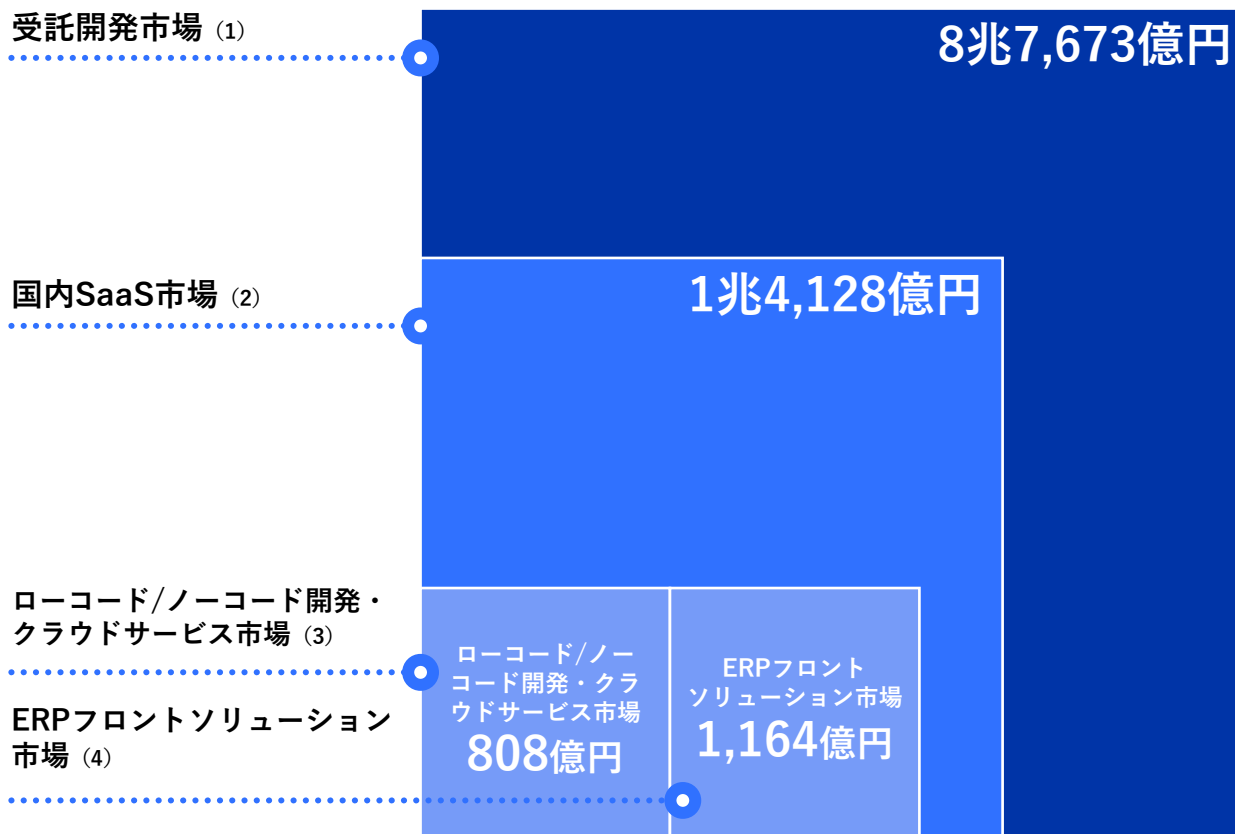 受託開発市場（1）
8兆7,673億円
国内SaaS市場（2）
1兆4,128億円
ローコード/ノーコード開発・
クラウドサービス市場（3）
ERPフロントソリューション
市場（4）
ローコード/ノー
コード開発・クラ
ウドサービス市場
808億円
ERPフロント
ソリューション市場
1,164億円